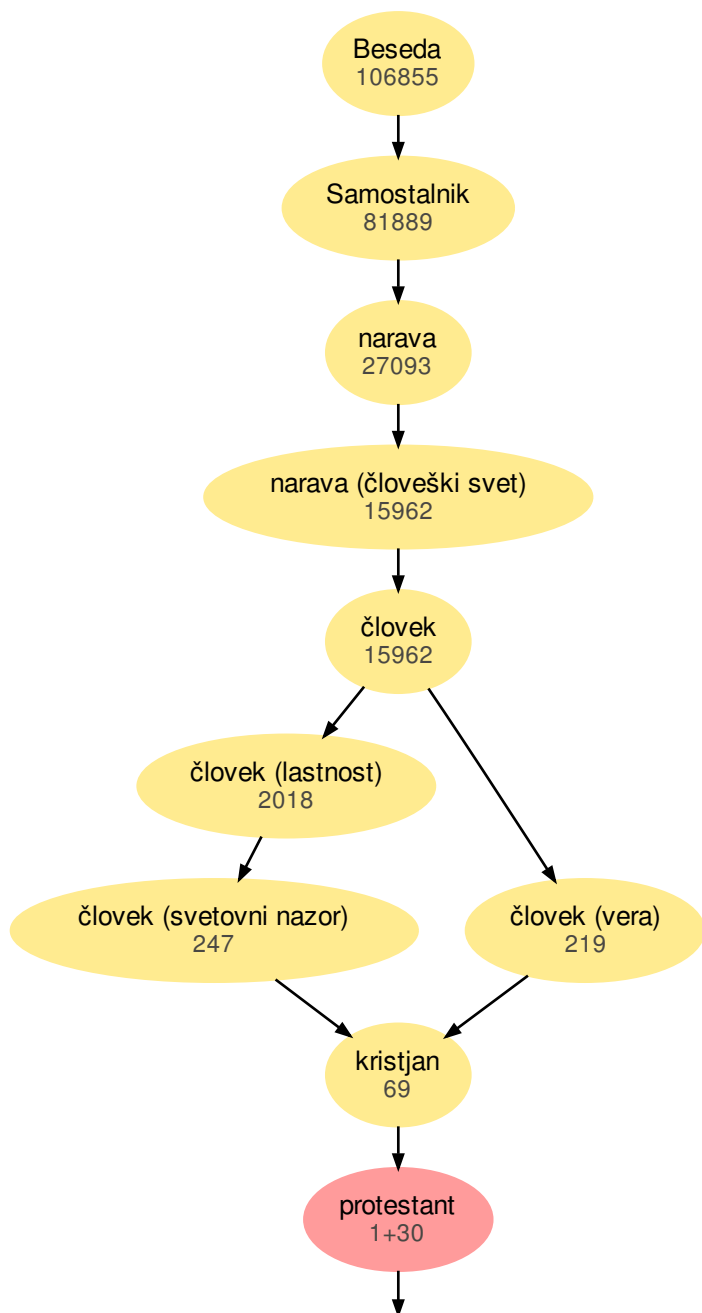 Beseda
106855
Samostalnik
81889
narava
27093
narava (človeški svet)
15962
človek
15962
človek (lastnost)
2018
človek (svetovni nazor)
247
človek (vera)
219
kristjan
69
protestant
1+30